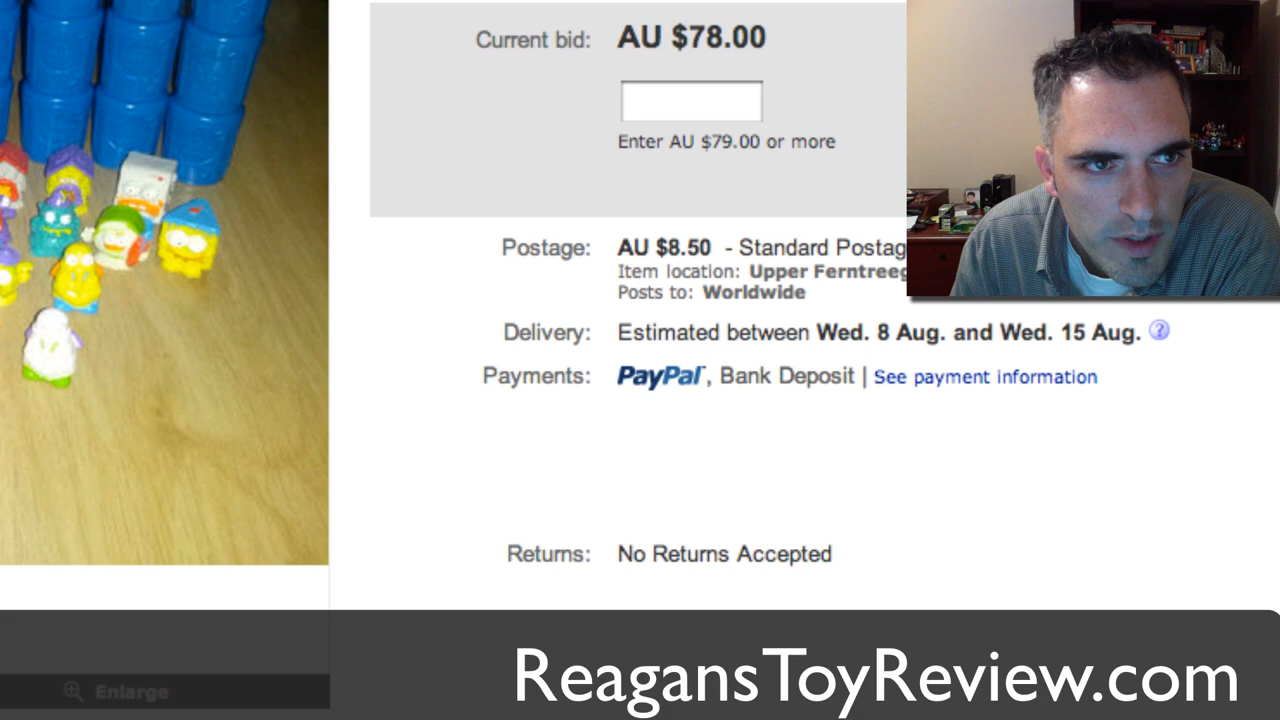 Current bid: AU $78.00
Enter AU $79.00 or more
Postage: AU $8.50 - Standard Postag
Item location: Upper Ferntree
Posts to: Worldwide
Delivery: Estimated between Wed. 8 Aug. and Wed. 15 Aug. ?
Payments: PayPal, Bank Deposit | See payment information
Returns: No Returns Accepted
Enlarge
ReagansToyReview.com